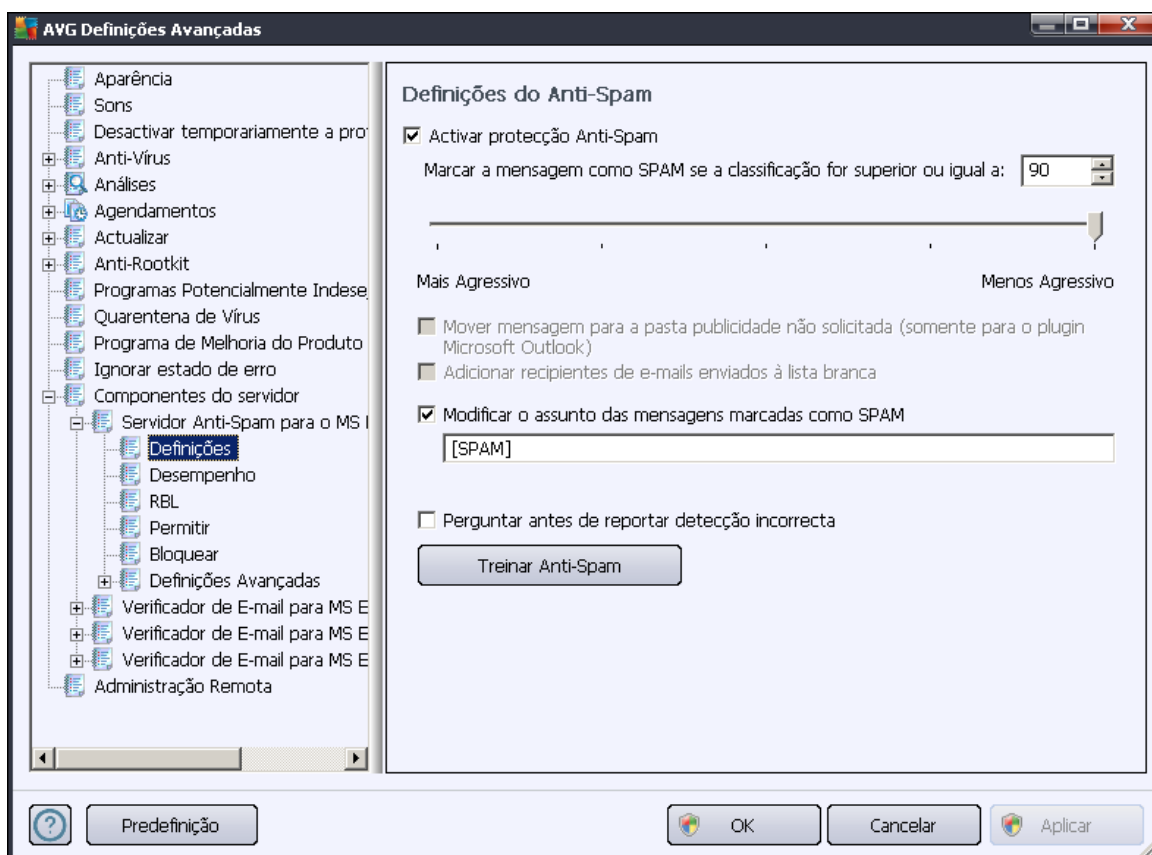 AVG Definições Avançadas
Aparência
Sons
Desactivar temporariamente a pro
Anti-Vírus
Análises
Agendamentos
Actualizar
Anti-Rootkit
Programas Potencialmente Indese
Quarentena de Vírus
Programa de Melhoria do Produto
Ignorar estado de erro
Componentes do servidor
Servidor Anti-Spam para o MS
Definições
Desempenho
RBL
Permitir
Bloquear
Definições Avançadas
Verificador de E-mail para MS E
Verificador de E-mail para MS E
Verificador de E-mail para MS E
Administração Remota
Definições do Anti-Spam
Activar protecção Anti-Spam
Marcar a mensagem como SPAM se a classificação for superior ou igual a: 90
Mais Agressivo Menos Agressivo
Mover mensagem para a pasta publicidade não solicitada (somente para o plugin
Microsoft Outlook)
Adicionar recipientes de e-mails enviados à lista branca
Modificar o assunto das mensagens marcadas como SPAM
[SPAM]
Perguntar antes de reportar detecção incorrecta
Treinar Anti-Spam
Predefinição OK Cancelar Aplicar